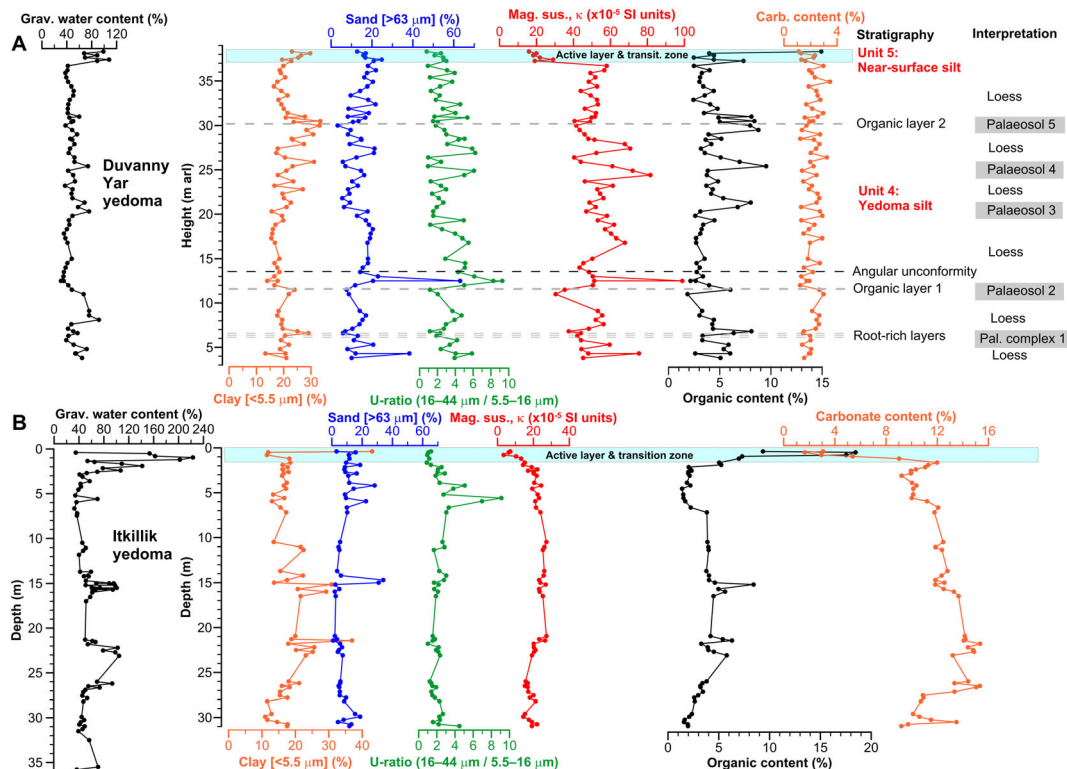 Grav. water content (%)
0 40 80 120
Sand [>63 μm] (%)
0 20 40 60
Mag. sus., κ (x10⁻⁵ SI units)
0 20 40 60 80 100
Carb. content (%)
0 2 4 6
Stratigraphy
Interpretation
A
Active layer & transit. zone
Unit 5:
Near-surface silt
Duvanny
Yar
yedoma
Height (m arl)
35
30
25
20
15
10
5
Loess
Organic layer 2
Palaeosol 5
Loess
Palaeosol 4
Unit 4:
Yedoma silt
Loess
Palaeosol 3
Loess
Angular unconformity
Organic layer 1
Palaeosol 2
Loess
Root-rich layers
Pal. complex 1
Loess
0 10 20 30
Clay [<5.5 μm] (%)
0 2 4 6 8 10
U-ratio (16–44 μm / 5.5–16 μm)
0 5 10 15
Organic content (%)
B
Grav. water content (%)
0 40 80 120 160 200 240
Sand [>63 μm] (%)
0 20 40 60
Mag. sus., κ (x10⁻⁵ SI units)
0 20 40
Carbonate content (%)
0 4 8 12 16
Active layer & transition zone
Itkillik
yedoma
Depth (m)
0
5
10
15
20
25
30
35
Depth (m)
0
5
10
15
20
25
30
0 10 20 30 40
Clay [<5.5 μm] (%)
0 2 4 6 8 10
U-ratio (16–44 μm / 5.5–16 μm)
0 5 10 15 20
Organic content (%)